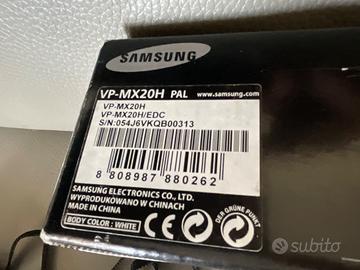 SAMSUNG
VP-MX20H PAL www.samsung.com
VP-MX20H
VP-MX20H/EDC
S/N:054J6VKQB00313
8 808987 880262
SAMSUNG ELECTRONICS CO., LTD.
WYPRODUKOWANO W CHINACH
MADE IN CHINA
BODY COLOR : WHITE
DER GRÜNE PUNKT
subito